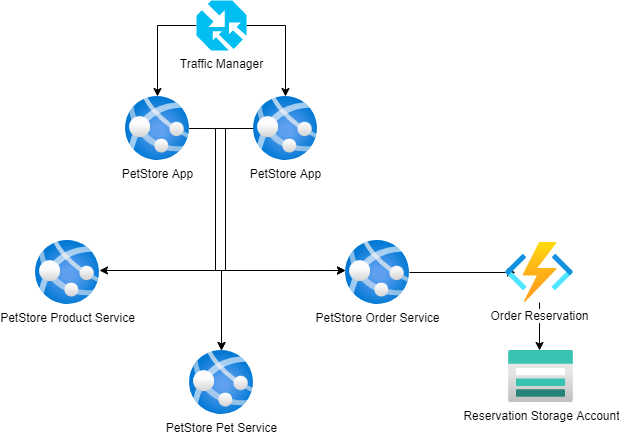 Traffic Manager
PetStore App
PetStore App
PetStore Product Service
PetStore Order Service
Order Reservation
PetStore Pet Service
Reservation Storage Account